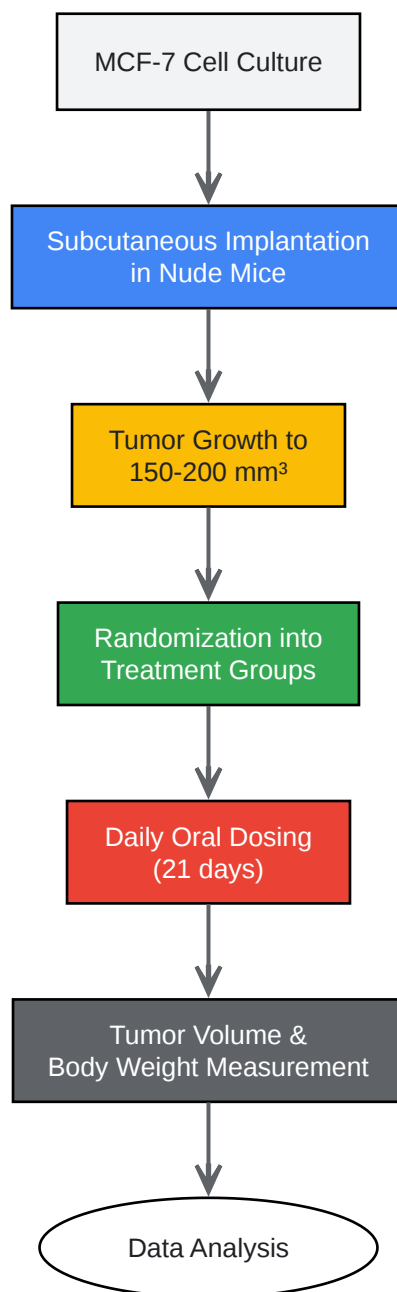 MCF-7 Cell Culture
Subcutaneous Implantation
in Nude Mice
Tumor Growth to
150-200 mm³
Randomization into
Treatment Groups
Daily Oral Dosing
(21 days)
Tumor Volume &
Body Weight Measurement
Data Analysis